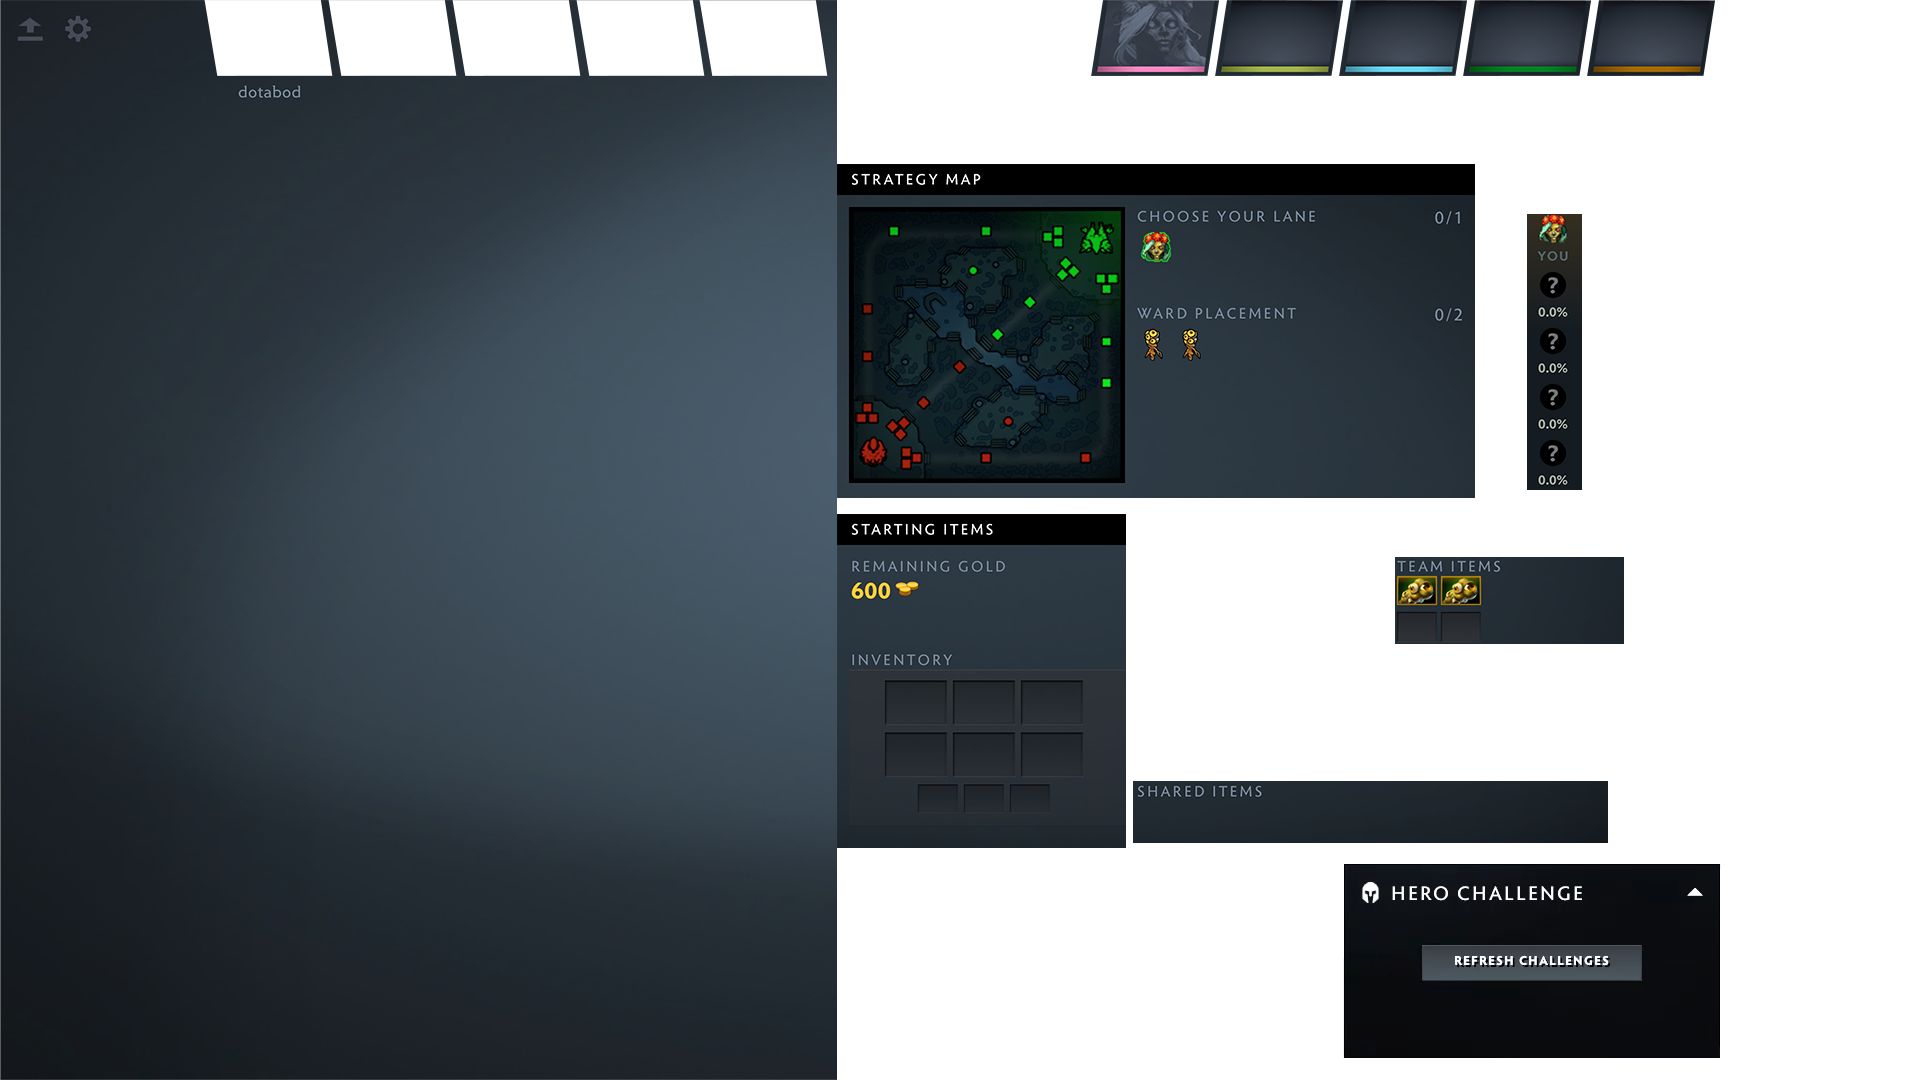 dotabod
STRATEGY MAP
CHOOSE YOUR LANE 0/1
WARD PLACEMENT 0/2
YOU
?
0.0%
?
0.0%
?
0.0%
?
0.0%
STARTING ITEMS
REMAINING GOLD
600
INVENTORY
TEAM ITEMS
SHARED ITEMS
HERO CHALLENGE
REFRESH CHALLENGES